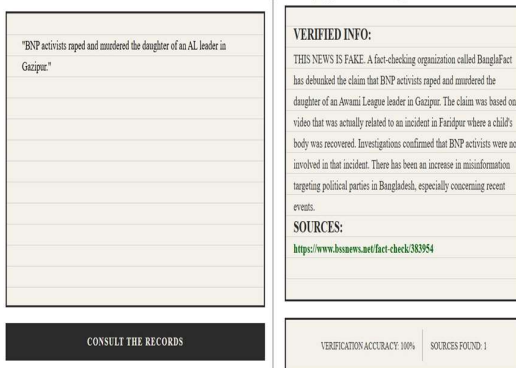 "BNP activists raped and murdered the daughter of an AL leader in
Gazipur."
CONSULT THE RECORDS
VERIFIED INFO:
THIS NEWS IS FAKE. A fact-checking organization called BanglaFact
has debunked the claim that BNP activists raped and murdered the
daughter of an Awami League leader in Gazipur. The claim was based on
video that was actually related to an incident in Faridpur where a child's
body was recovered. Investigations confirmed that BNP activists were no
involved in that incident. There has been an increase in misinformation
targeting political parties in Bangladesh, especially concerning recent
events.
SOURCES:
https://www.bssnews.net/fact-check/383954
VERIFICATION ACCURACY: 100%
SOURCES FOUND: 1